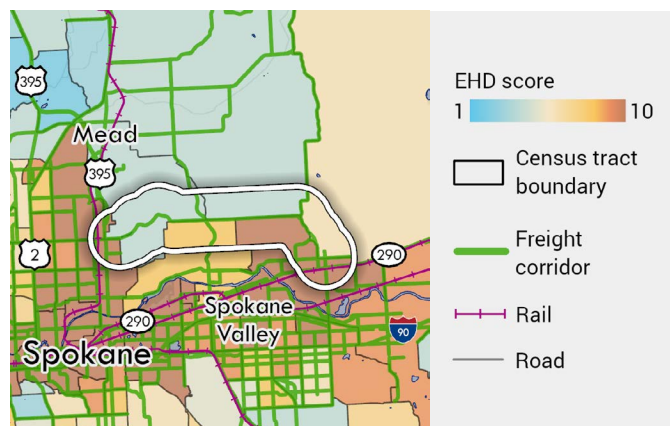 395
Mead
395
2
290
290
Spokane
Valley
90
Spokane
EHD score
1
10
Census tract
boundary
Freight
corridor
Rail
Road